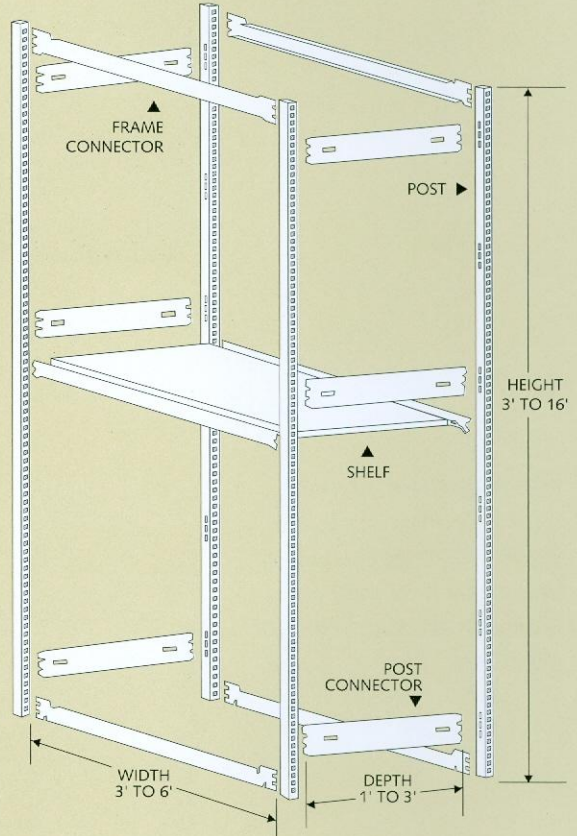 FRAME
CONNECTOR
POST
HEIGHT
3' TO 16'
SHELF
POST
CONNECTOR
WIDTH
3' TO 6'
DEPTH
1' TO 3'